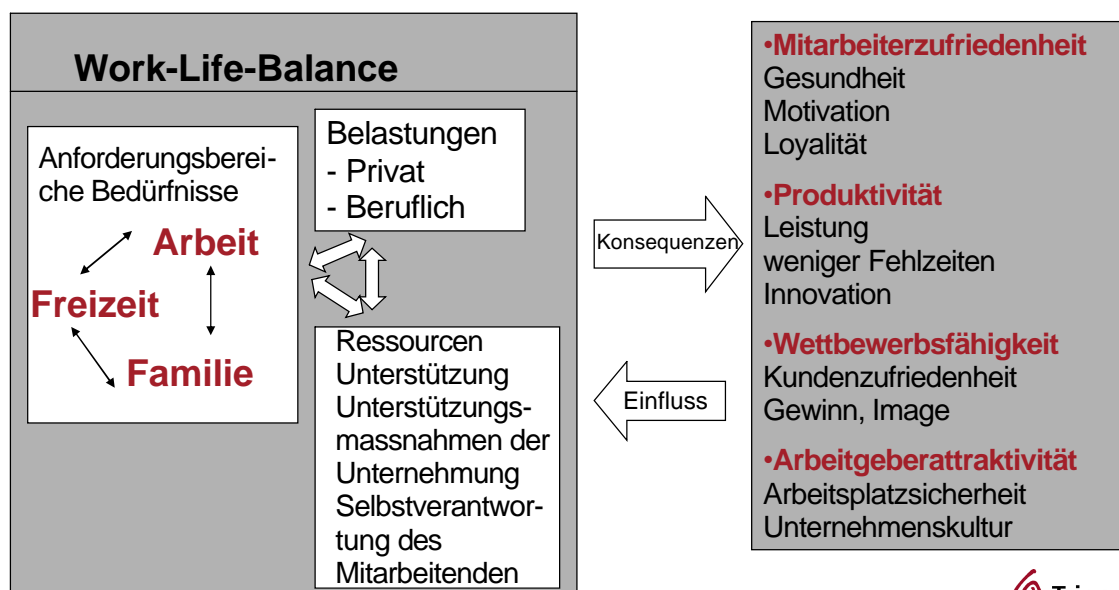 Work-Life-Balance
Anforderungsberei-
che Bedürfnisse
Arbeit
Freizeit
Familie
Belastungen
- Privat
- Beruflich
Ressourcen
Unterstützung
Unterstützungs-
massnahmen der
Unternehmung
Selbstverantwor-
tung des
Mitarbeitenden
Konsequenzen
Einfluss
•Mitarbeiterzufriedenheit
Gesundheit
Motivation
Loyalität
•Produktivität
Leistung
weniger Fehlzeiten
Innovation
•Wettbewerbsfähigkeit
Kundenzufriedenheit
Gewinn, Image
•Arbeitgeberattraktivität
Arbeitsplatzsicherheit
Unternehmenskultur